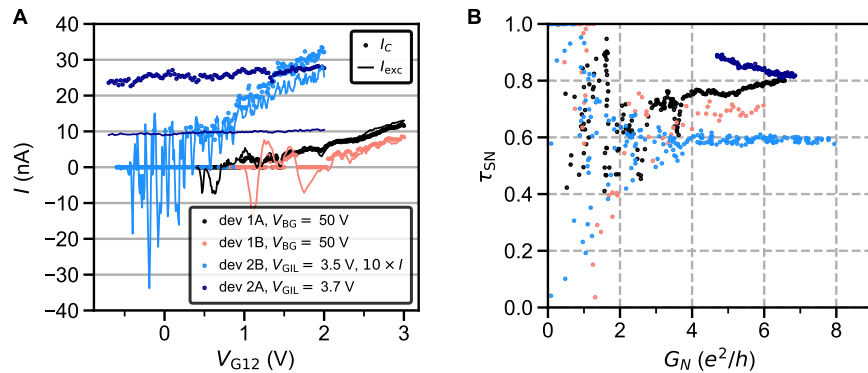 A
40
30
20
10
0
−10
−20
−30
−40
I (nA)
I_C
I_exc
dev 1A, V_BG = 50 V
dev 1B, V_BG = 50 V
dev 2B, V_GIL = 3.5 V, 10 × I
dev 2A, V_GIL = 3.7 V
0
1
2
3
V_G12 (V)
B
1.0
0.8
0.6
0.4
0.2
0.0
τ_SN
0
2
4
6
8
G_N (e²/h)